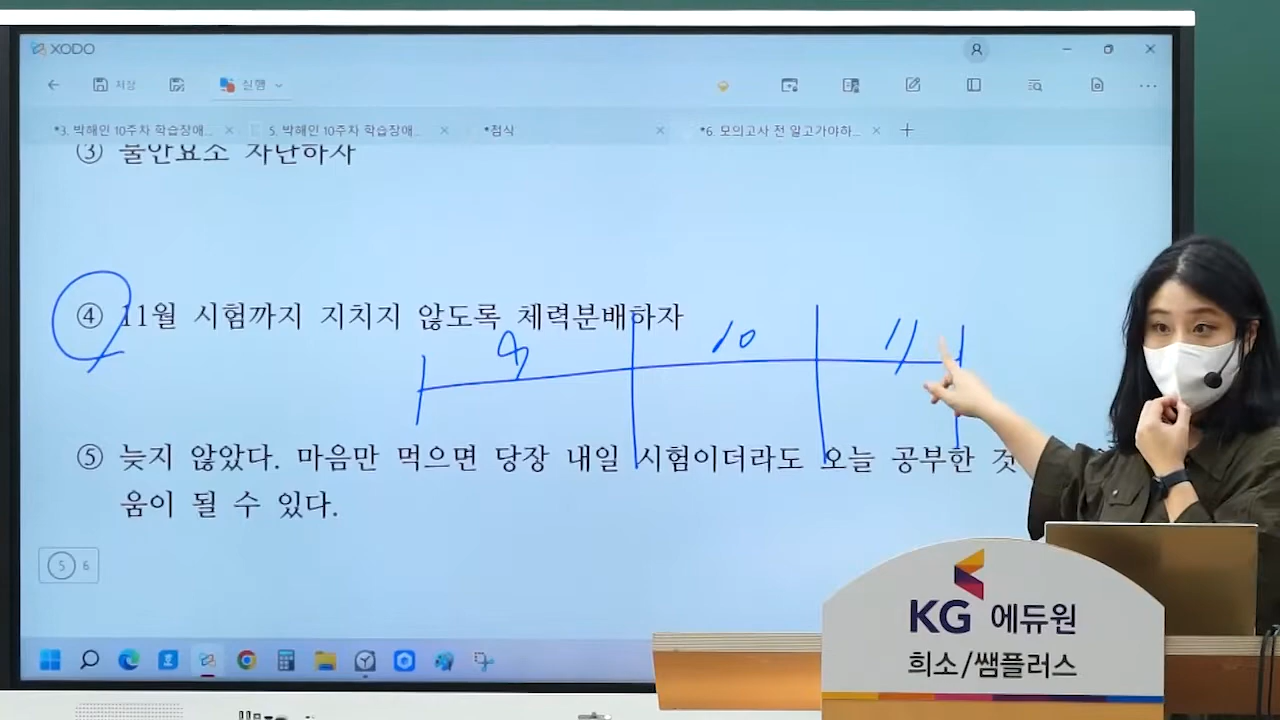 XODO
저장
실행
*3. 박해인 10주차 학습장애...
5. 박해인 10주차 학습장애...
*첨삭
*6. 모의고사 전 알고가야하...
③ 불안요소 차단하자
④ 11월 시험까지 지치지 않도록 체력분배하자
9 10 11
⑤ 늦지 않았다. 마음만 먹으면 당장 내일 시험이더라도 오늘 공부한 것
움이 될 수 있다.
5 6
KG 에듀원
희소/쌤플러스